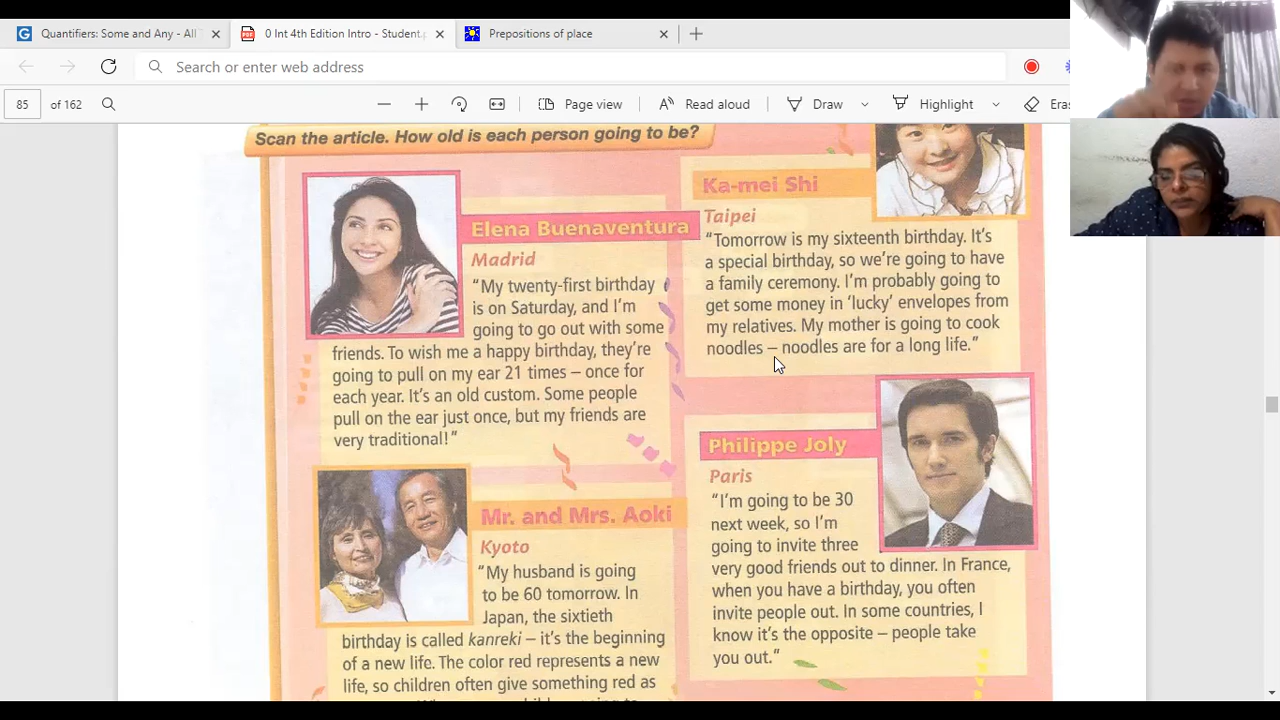 Quantifiers: Some and Any - All
0 Int 4th Edition Intro - Student.p
Prepositions of place
Search or enter web address
85 of 162
Page view
Read aloud
Draw
Highlight
Scan the article. How old is each person going to be?
Elena Buenaventura
Madrid
“My twenty-first birthday
is on Saturday, and I'm
going to go out with some
friends. To wish me a happy birthday, they're
going to pull on my ear 21 times – once for
each year. It's an old custom. Some people
pull on the ear just once, but my friends are
very traditional!”
Mr. and Mrs. Aoki
Kyoto
“My husband is going
to be 60 tomorrow. In
Japan, the sixtieth
birthday is called kanreki – it's the beginning
of a new life. The color red represents a new
life, so children often give something red as
Ka-mei Shi
Taipei
“Tomorrow is my sixteenth birthday. It's
a special birthday, so we're going to have
a family ceremony. I'm probably going to
get some money in ‘lucky’ envelopes from
my relatives. My mother is going to cook
noodles – noodles are for a long life.”
Philippe Joly
Paris
“I'm going to be 30
next week, so I'm
going to invite three
very good friends out to dinner. In France,
when you have a birthday, you often
invite people out. In some countries, I
know it's the opposite – people take
you out.”